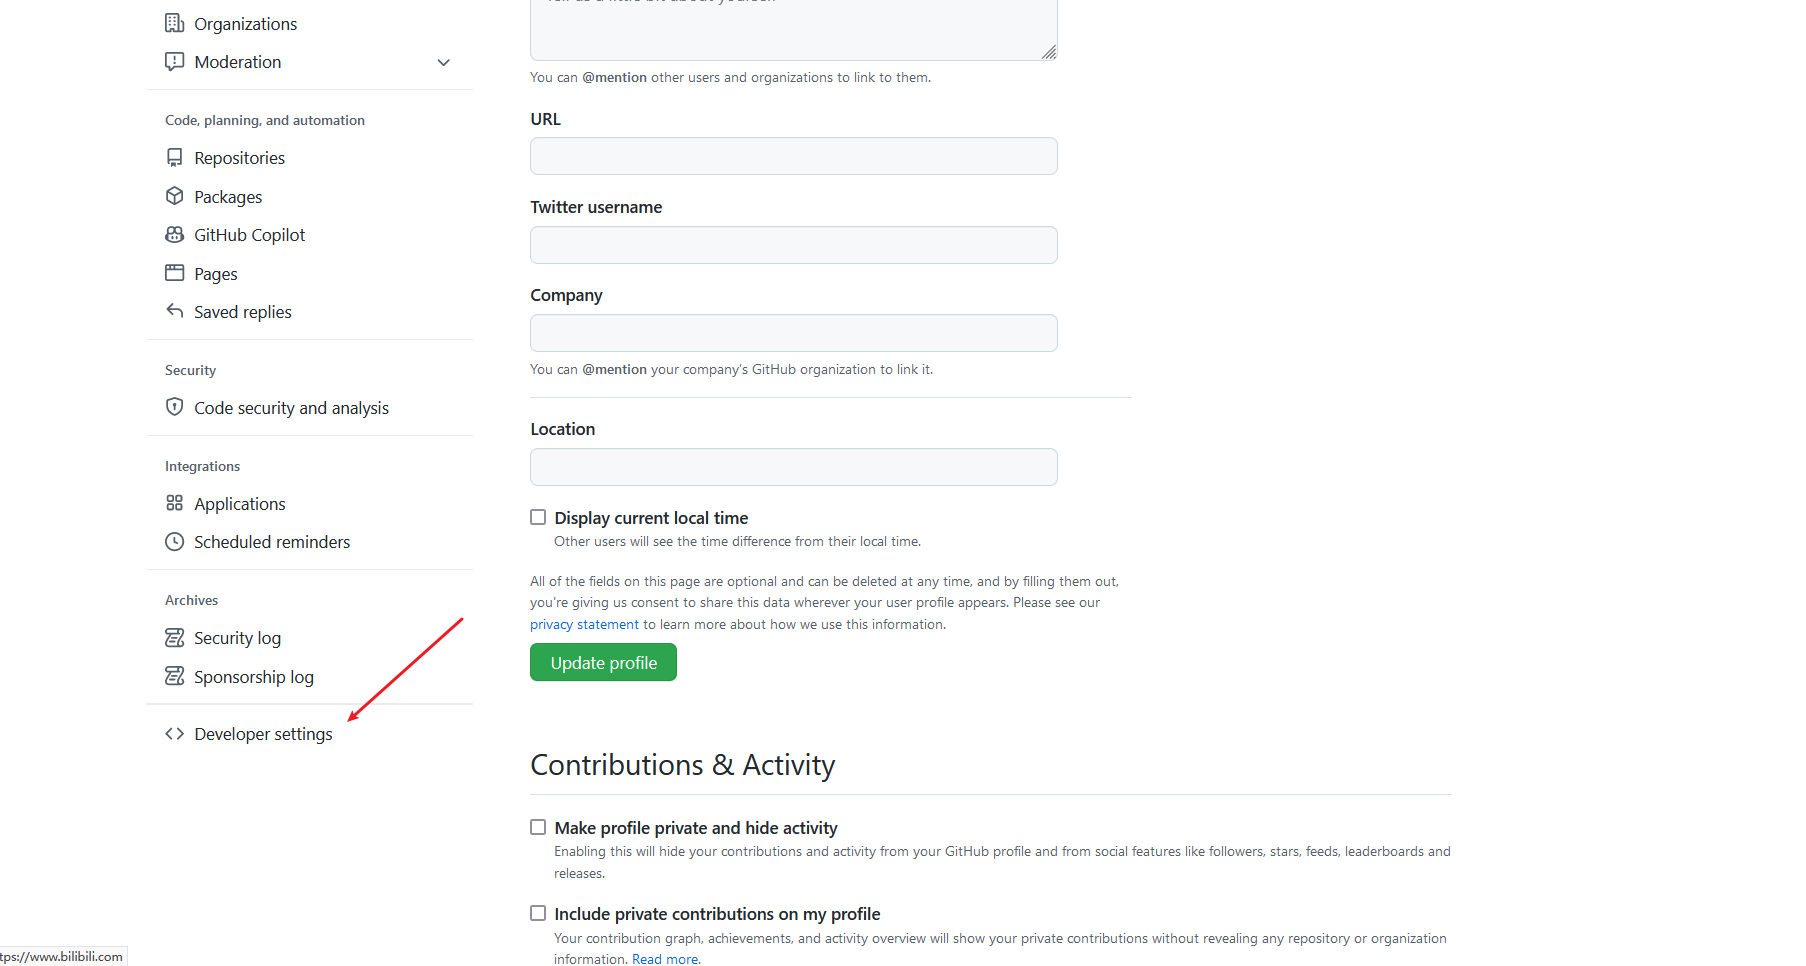 Organizations
Moderation
Code, planning, and automation
Repositories
Packages
GitHub Copilot
Pages
Saved replies
Security
Code security and analysis
Integrations
Applications
Scheduled reminders
Archives
Security log
Sponsorship log
Developer settings
You can @mention other users and organizations to link to them.
URL
Twitter username
Company
You can @mention your company's GitHub organization to link it.
Location
Display current local time
Other users will see the time difference from their local time.
All of the fields on this page are optional and can be deleted at any time, and by filling them out,
you're giving us consent to share this data wherever your user profile appears. Please see our
privacy statement to learn more about how we use this information.
Update profile
Contributions & Activity
Make profile private and hide activity
Enabling this will hide your contributions and activity from your GitHub profile and from social features like followers, stars, feeds, leaderboards and
releases.
Include private contributions on my profile
Your contribution graph, achievements, and activity overview will show your private contributions without revealing any repository or organization
information. Read more.
tps://www.bilibili.com